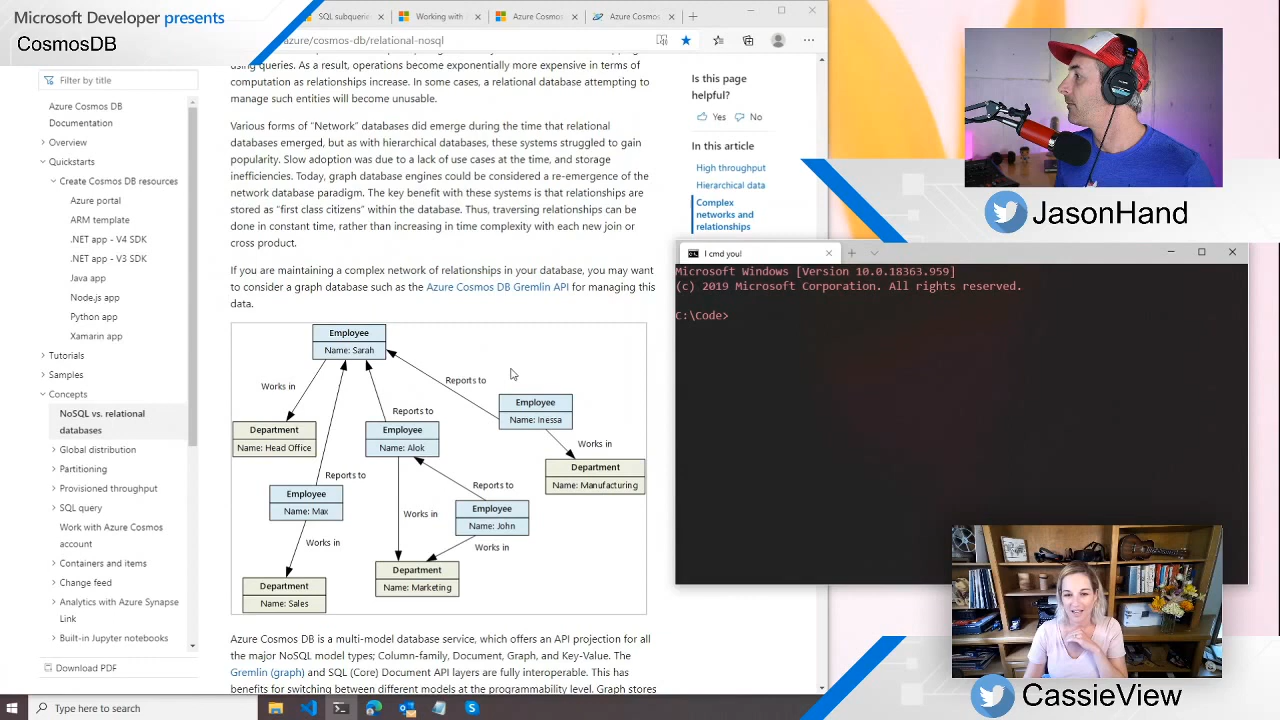 Microsoft Developer presents
CosmosDB
SQL subquerie
Working with
Azure Cosmos
Azure Cosmos
azure/cosmos-db/relational-nosql
Filter by title
Azure Cosmos DB
Documentation
Overview
Quickstarts
Create Cosmos DB resources
Azure portal
ARM template
.NET app - V4 SDK
.NET app - V3 SDK
Java app
Node.js app
Python app
Xamarin app
Tutorials
Samples
Concepts
NoSQL vs. relational
databases
Global distribution
Partitioning
Provisioned throughput
SQL query
Work with Azure Cosmos
account
Containers and items
Change feed
Analytics with Azure Synapse
Link
Built-in Jupyter notebooks
Download PDF
using queries. As a result, operations become exponentially more expensive in terms of
computation as relationships increase. In some cases, a relational database attempting to
manage such entities will become unusable.
Various forms of "Network" databases did emerge during the time that relational
databases emerged, but as with hierarchical databases, these systems struggled to gain
popularity. Slow adoption was due to a lack of use cases at the time, and storage
inefficiencies. Today, graph database engines could be considered a re-emergence of the
network database paradigm. The key benefit with these systems is that relationships are
stored as "first class citizens" within the database. Thus, traversing relationships can be
done in constant time, rather than increasing in time complexity with each new join or
cross product.
If you are maintaining a complex network of relationships in your database, you may want
to consider a graph database such as the Azure Cosmos DB Gremlin API for managing this
data.
Employee
Name: Sarah
Works in
Reports to
Employee
Name: Inessa
Reports to
Department
Name: Head Office
Employee
Name: Alok
Works in
Department
Name: Manufacturing
Reports to
Employee
Name: Max
Reports to
Employee
Name: John
Works in
Works in
Works in
Department
Name: Marketing
Department
Name: Sales
Azure Cosmos DB is a multi-model database service, which offers an API projection for all
the major NoSQL model types; Column-family, Document, Graph, and Key-Value. The
Gremlin (graph) and SQL (Core) Document API layers are fully interoperable. This has
benefits for switching between different models at the programmability level. Graph stores
Is this page
helpful?
Yes No
In this article
High throughput
Hierarchical data
Complex
networks and
relationships
JasonHand
I cmd you!
Microsoft Windows [Version 10.0.18363.959]
(c) 2019 Microsoft Corporation. All rights reserved.
C:\Code>
CassieView
Type here to search